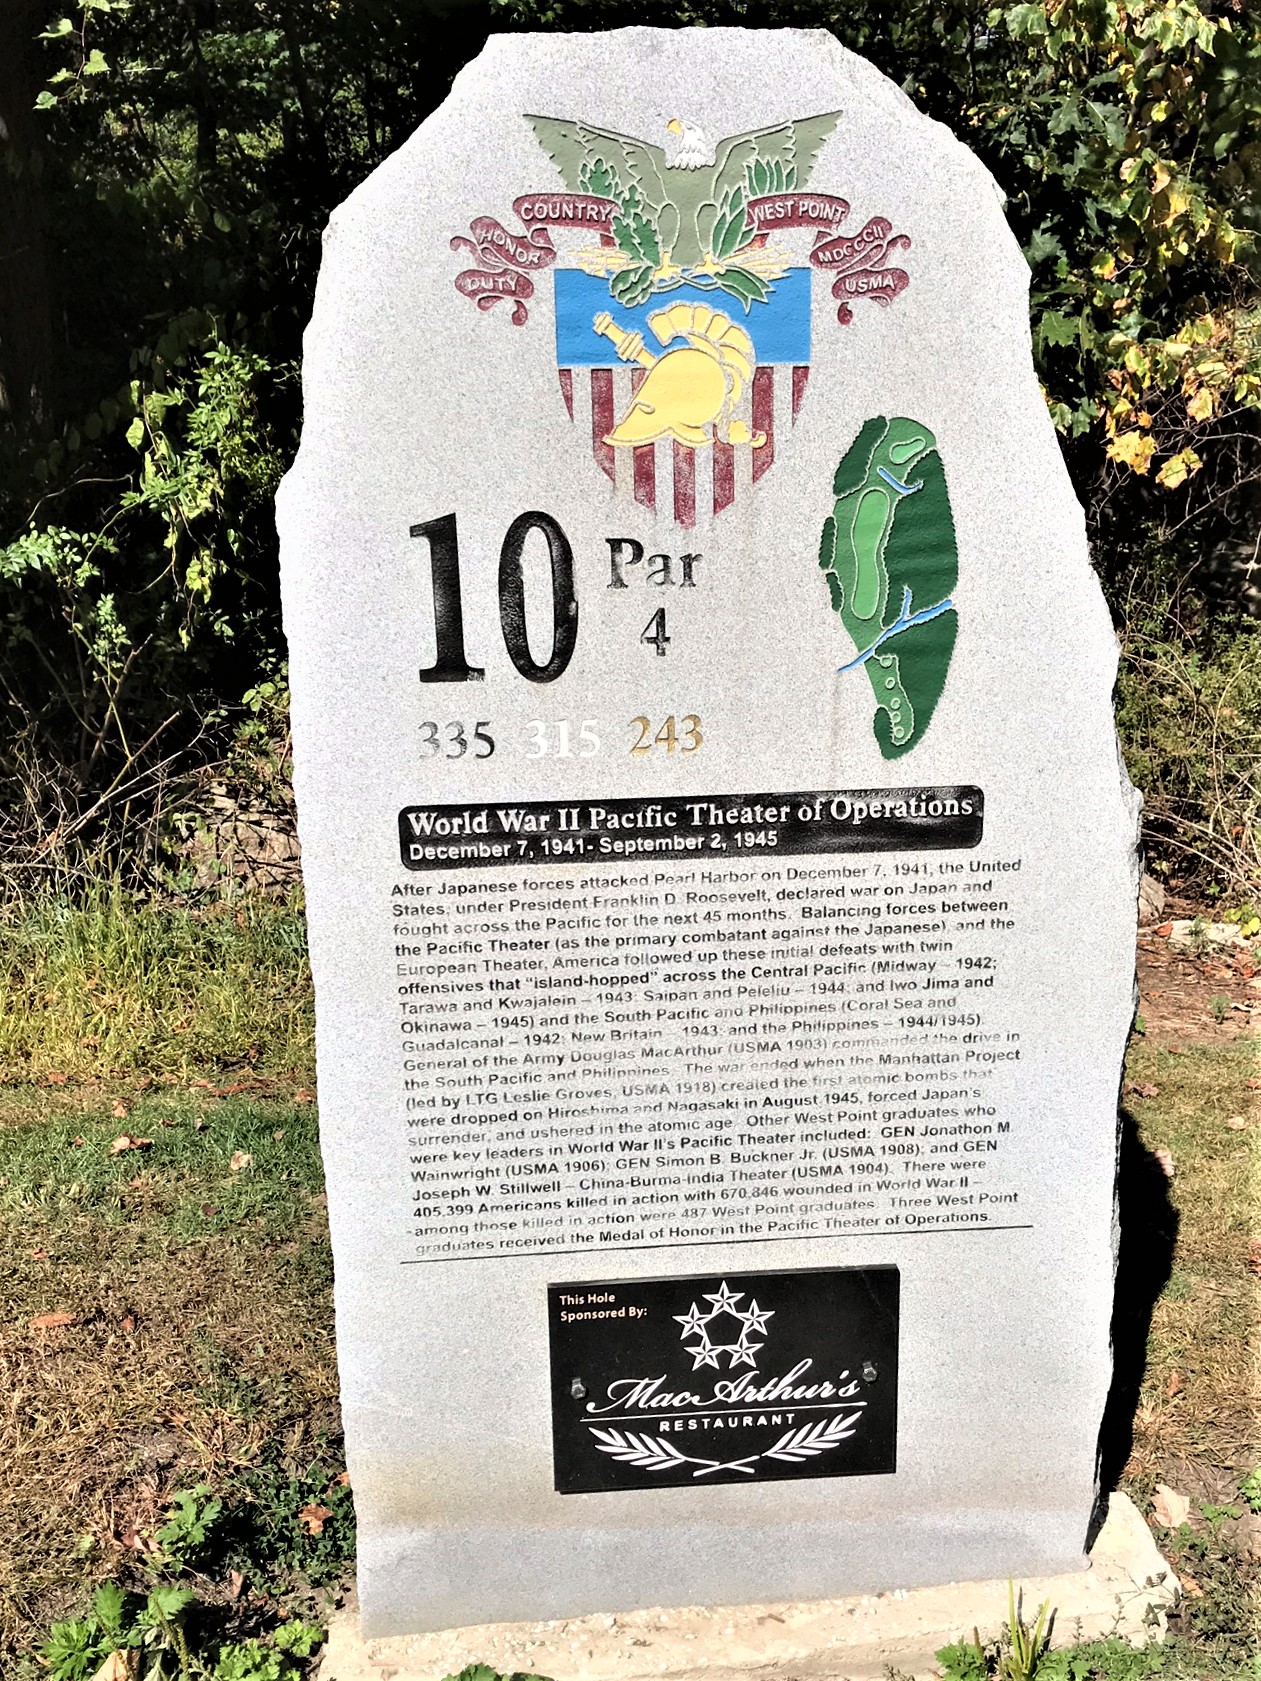 COUNTRY WEST POINT
HONOR MDCCCII
DUTY USMA
10 Par
4
335 315 243
World War II Pacific Theater of Operations
December 7, 1941- September 2, 1945
After Japanese forces attacked Pearl Harbor on December 7, 1941, the United
States, under President Franklin D. Roosevelt, declared war on Japan and
fought across the Pacific for the next 45 months. Balancing forces between
the Pacific Theater (as the primary combatant against the Japanese) and the
European Theater, America followed up these initial defeats with twin
offensives that "island-hopped" across the Central Pacific (Midway – 1942;
Tarawa and Kwajalein – 1943; Saipan and Peleliu – 1944; and Iwo Jima and
Okinawa – 1945) and the South Pacific and Philippines (Coral Sea and
Guadalcanal – 1942; New Britain – 1943; and the Philippines – 1944/1945).
General of the Army Douglas MacArthur (USMA 1903) commanded the drive in
the South Pacific and Philippines. The war ended when the Manhattan Project
(led by LTG Leslie Groves, USMA 1918) created the first atomic bombs that
were dropped on Hiroshima and Nagasaki in August 1945, forced Japan's
surrender, and ushered in the atomic age. Other West Point graduates who
were key leaders in World War II's Pacific Theater included: GEN Jonathon M.
Wainwright (USMA 1906); GEN Simon B. Buckner Jr. (USMA 1908); and GEN
Joseph W. Stillwell – China-Burma-India Theater (USMA 1904). There were
405,399 Americans killed in action with 670,846 wounded in World War II –
among those killed in action were 487 West Point graduates. Three West Point
graduates received the Medal of Honor in the Pacific Theater of Operations.
This Hole
Sponsored By:
MacArthur's
RESTAURANT